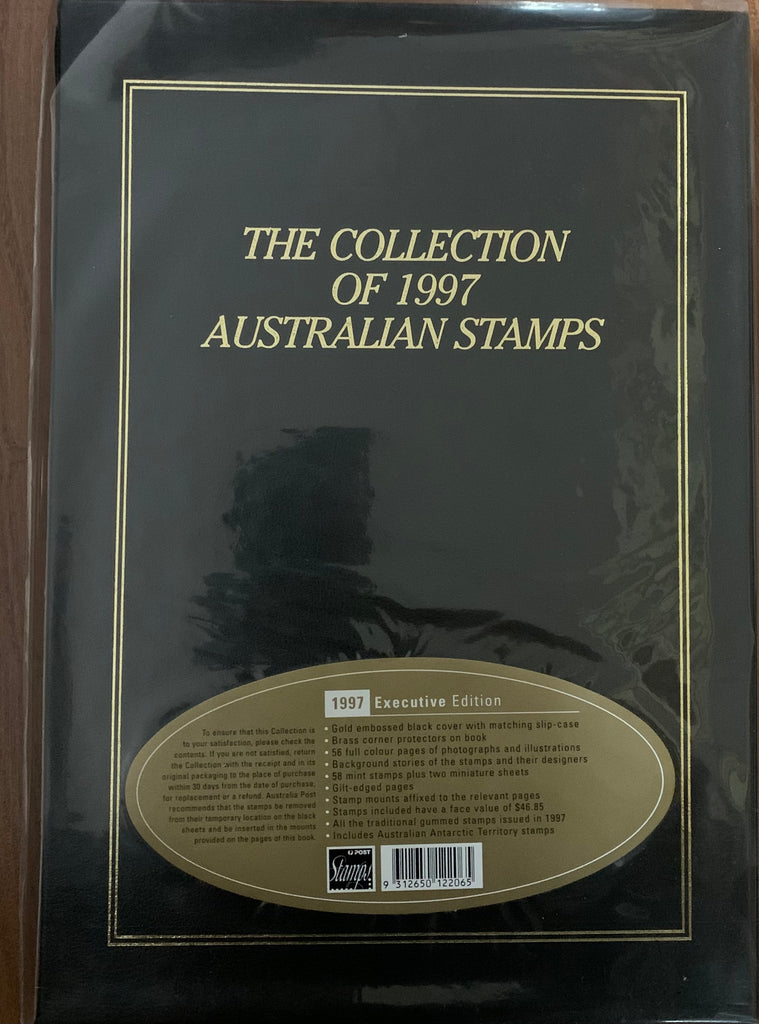 THE COLLECTION
OF 1997
AUSTRALIAN STAMPS
1997 Executive Edition
To ensure that this Collection is
to your satisfaction, please check the
contents. If you are not satisfied, return
the Collection with the receipt and in its
original packaging to the place of purchase
within 30 days from the date of purchase,
for replacement or a refund. Australia Post
recommends that the stamps be removed
from their temporary location on the black
sheets and be inserted in the mounts
provided on the pages of this book.
• Gold embossed black cover with matching slip-case
• Brass corner protectors on book
• 56 full colour pages of photographs and illustrations
• Background stories of the stamps and their designers
• 58 mint stamps plus two miniature sheets
• Gilt-edged pages
• Stamp mounts affixed to the relevant pages
• Stamps included have a face value of $46.85
• All the traditional gummed stamps issued in 1997
• Includes Australian Antarctic Territory stamps
POST
Stamps!
9 312650 122065